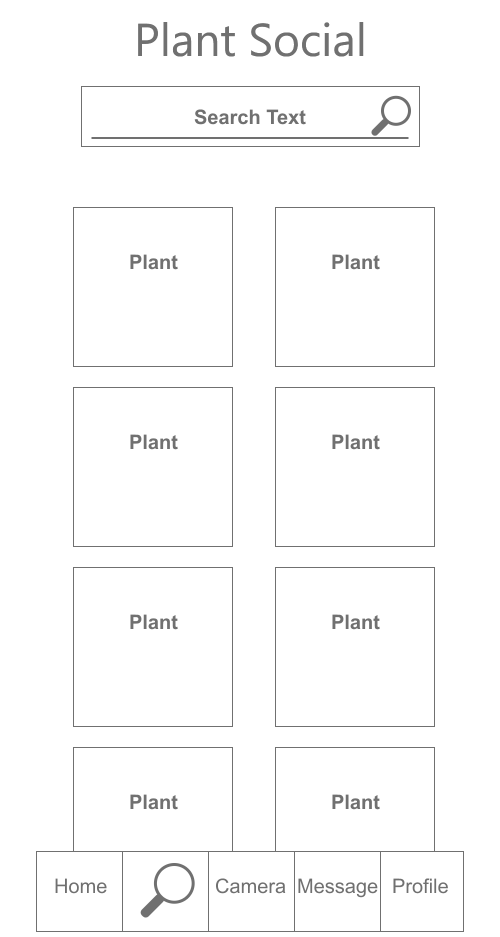 Plant Social
Search Text
Plant
Plant
Plant
Plant
Plant
Plant
Plant
Plant
Home
Camera
Message
Profile